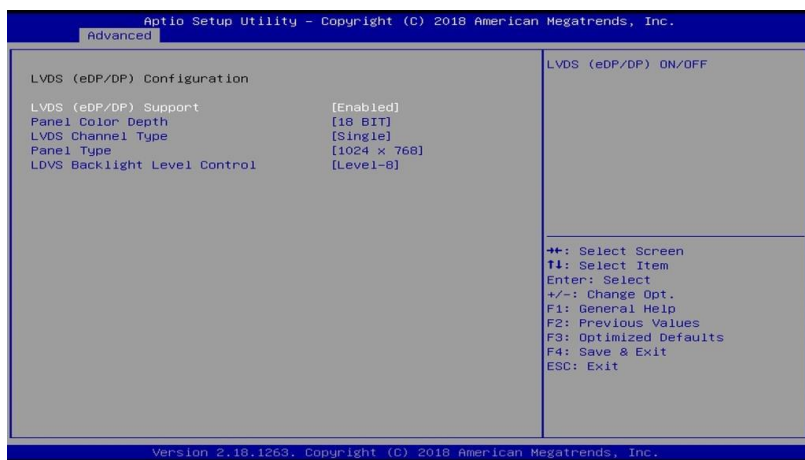 Aptio Setup Utility – Copyright (C) 2018 American Megatrends, Inc.
Advanced
LVDS (eDP/DP) Configuration
LVDS (eDP/DP) Support [Enabled]
Panel Color Depth [18 BIT]
LVDS Channel Type [Single]
Panel Type [1024 x 768]
LDVS Backlight Level Control [Level-8]
LVDS (eDP/DP) ON/OFF
→←: Select Screen
↑↓: Select Item
Enter: Select
+/-: Change Opt.
F1: General Help
F2: Previous Values
F3: Optimized Defaults
F4: Save & Exit
ESC: Exit
Version 2.18.1263. Copyright (C) 2018 American Megatrends, Inc.